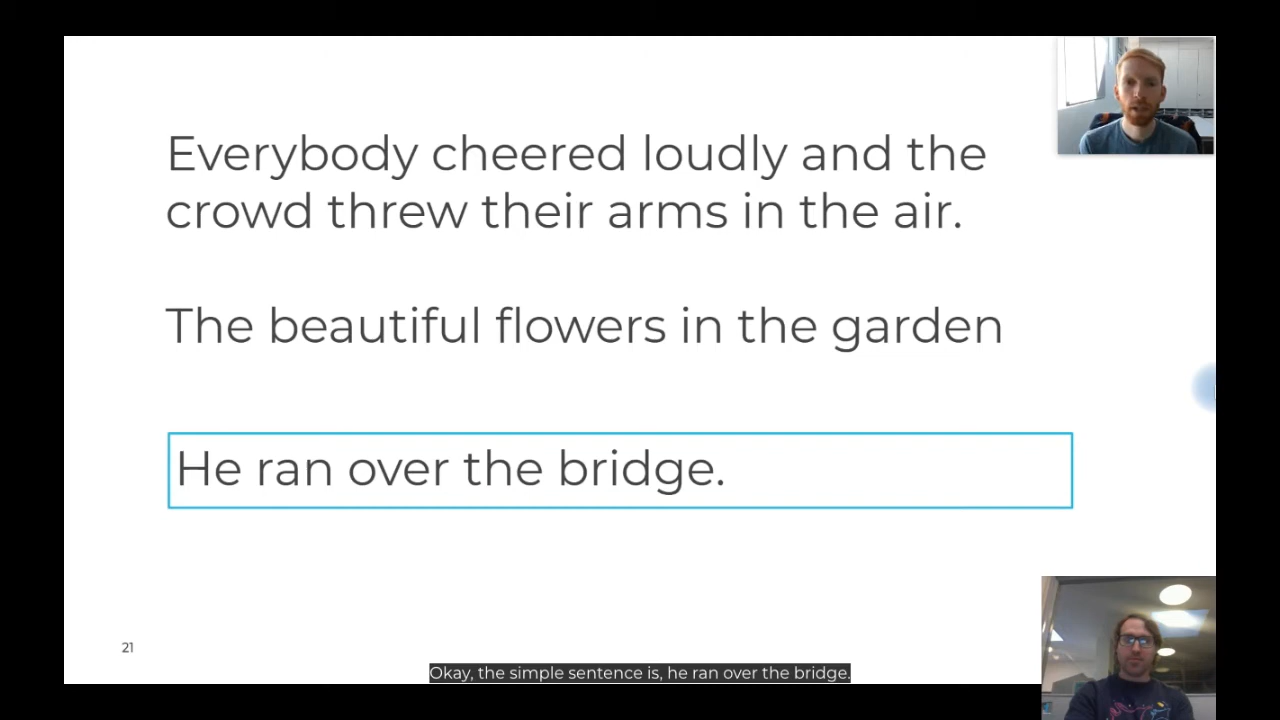 Everybody cheered loudly and the
crowd threw their arms in the air.
The beautiful flowers in the garden
He ran over the bridge.
21
Okay, the simple sentence is, he ran over the bridge.